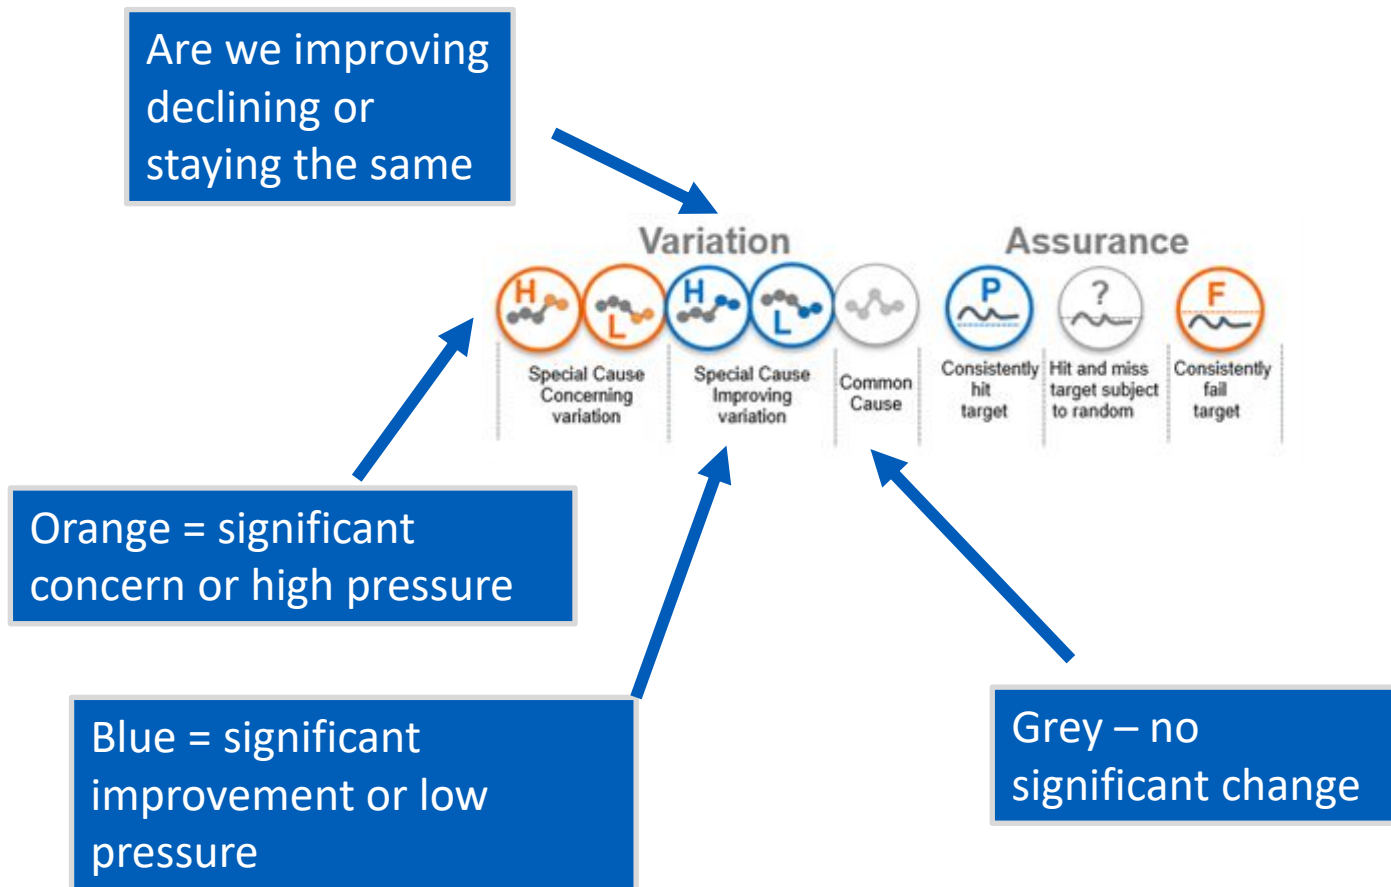 Are we improving
declining or
staying the same
Variation
Assurance
H
L
H
L
P
?
F
Special Cause
Concerning
variation
Special Cause
Improving
variation
Common
Cause
Consistently
hit
target
Hit and miss
target subject
to random
Consistently
fail
target
Orange = significant
concern or high pressure
Blue = significant
improvement or low
pressure
Grey – no
significant change